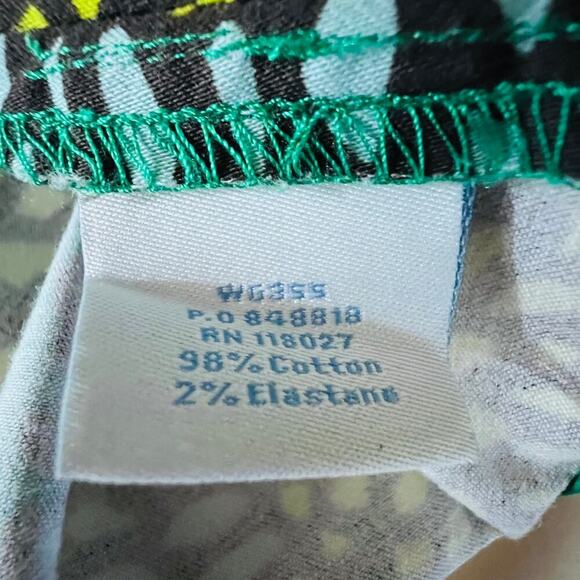 WG355
P.O 848818
RN 118027
98% Cotton
2% Elastane